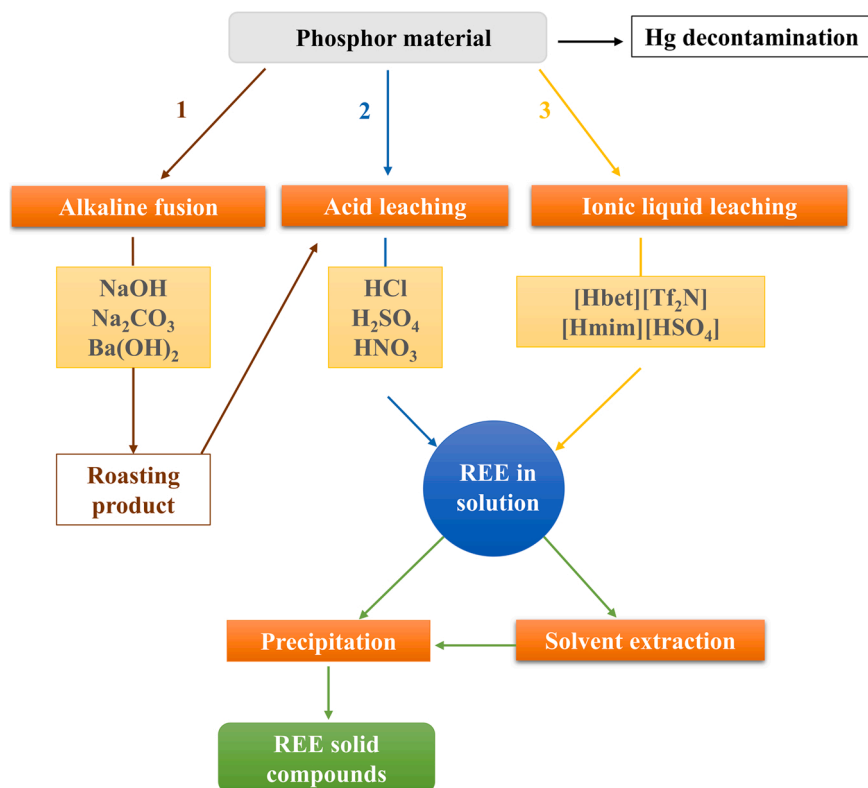 Phosphor material
Hg decontamination
1
2
3
Alkaline fusion
Acid leaching
Ionic liquid leaching
NaOH
Na₂CO₃
Ba(OH)₂
HCl
H₂SO₄
HNO₃
[Hbet][Tf₂N]
[Hmim][HSO₄]
Roasting
product
REE in
solution
Precipitation
Solvent extraction
REE solid
compounds